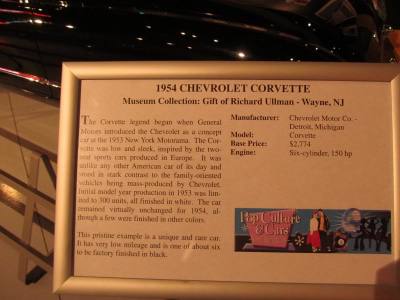 1954 CHEVROLET CORVETTE
Museum Collection: Gift of Richard Ullman - Wayne, NJ
The Corvette legend began when General
Motors introduced the Chevrolet as a concept
car at the 1953 New York Motorama. The Cor-
vette was low and sleek, inspired by the two-
seat sports cars produced in Europe. It was
unlike any other American car of its day and
stood in stark contrast to the family-oriented
vehicles being mass-produced by Chevrolet.
Initial model year production in 1953 was lim-
ited to 300 units, all finished in white. The car
remained virtually unchanged for 1954, al-
though a few were finished in other colors.
This pristine example is a unique and rare car.
It has very low mileage and is one of about six
to be factory finished in black.
Manufacturer: Chevrolet Motor Co. -
Detroit, Michigan
Model: Corvette
Base Price: $2,774
Engine: Six-cylinder, 150 hp
Pop Culture
& Cars